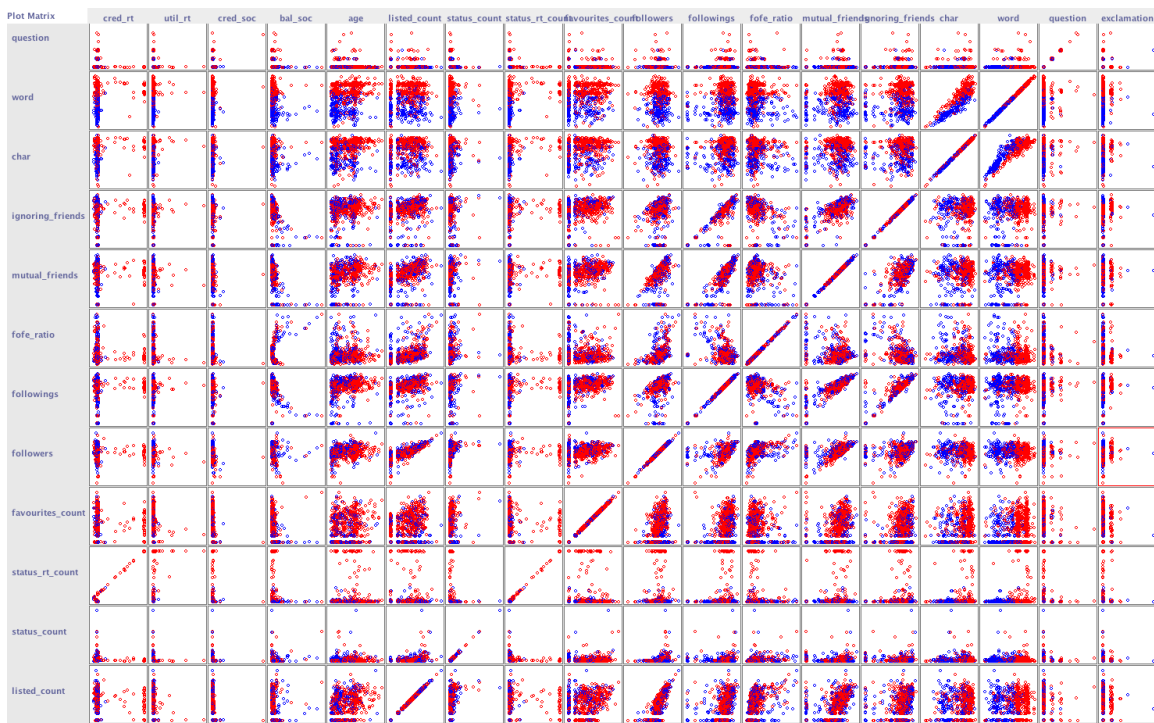 Plot Matrix cred_rt util_rt cred_soc bal_soc age listed_count status_count status_rt_count favourites_count followers followings fofe_ratio mutual_friends ignoring_friends char word question exclamation
question
word
char
ignoring_friends
mutual_friends
fofe_ratio
followings
followers
favourites_count
status_rt_count
status_count
listed_count